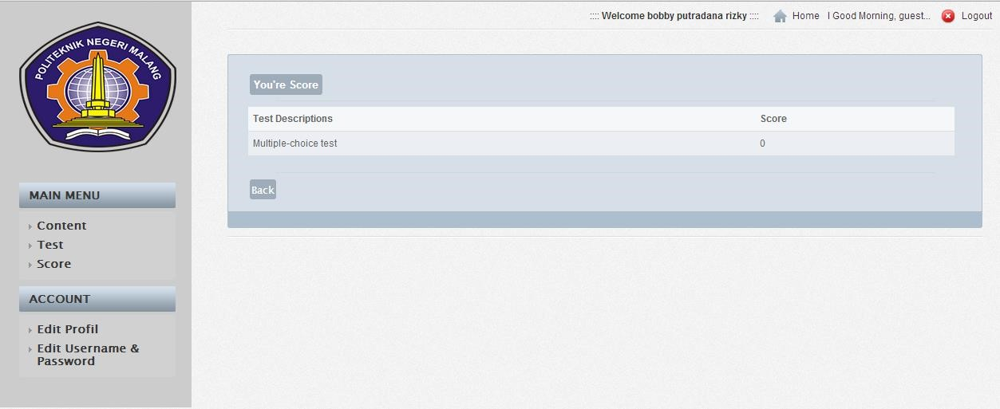 :::: Welcome bobby putradana rizky :::: Home I Good Morning, guest... Logout
POLITEKNIK NEGERI MALANG
MAIN MENU
Content
Test
Score
ACCOUNT
Edit Profil
Edit Username &
Password
You're Score
Test Descriptions Score
Multiple-choice test 0
Back